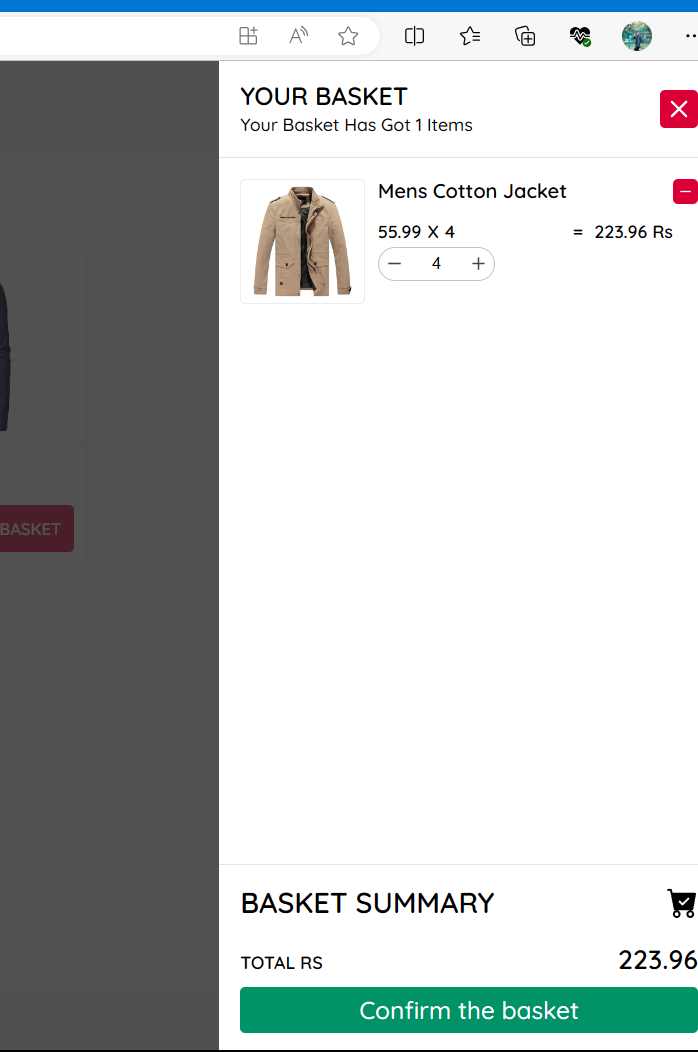 YOUR BASKET
Your Basket Has Got 1 Items
Mens Cotton Jacket
55.99 X 4 = 223.96 Rs
− 4 +
BASKET
BASKET SUMMARY
TOTAL RS 223.96
Confirm the basket